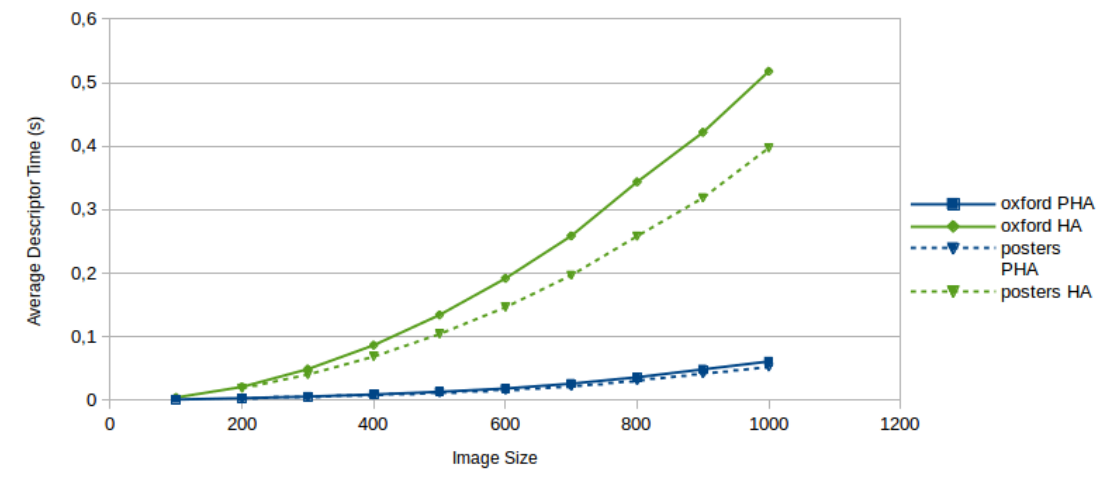 0,6
0,5
0,4
0,3
0,2
0,1
0
Average Descriptor Time (s)
0 200 400 600 800 1000 1200
Image Size
oxford PHA
oxford HA
posters
PHA
posters HA